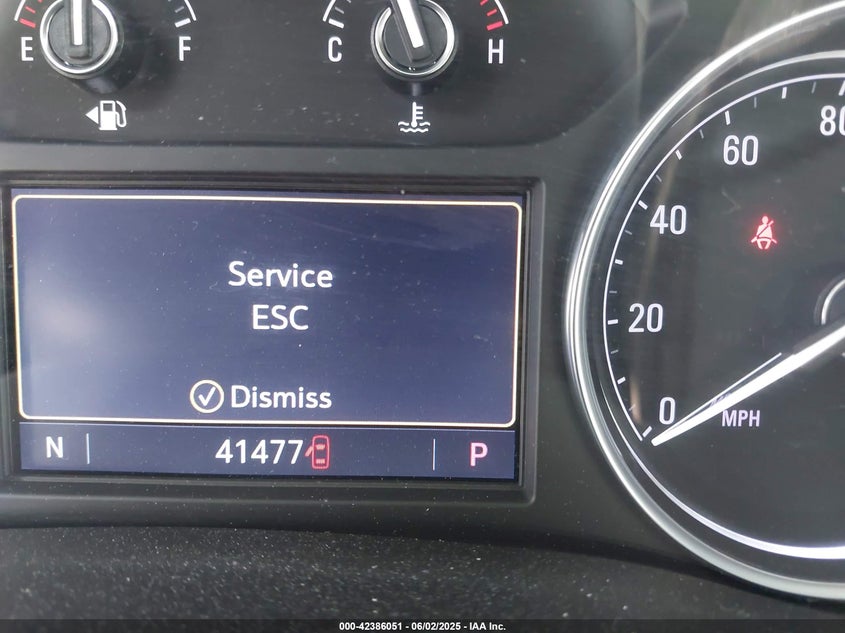 E F
C H
80
60
40
20
0
MPH
Service
ESC
Dismiss
N 41477 P
000-42386051 - 06/02/2025 - IAA Inc.